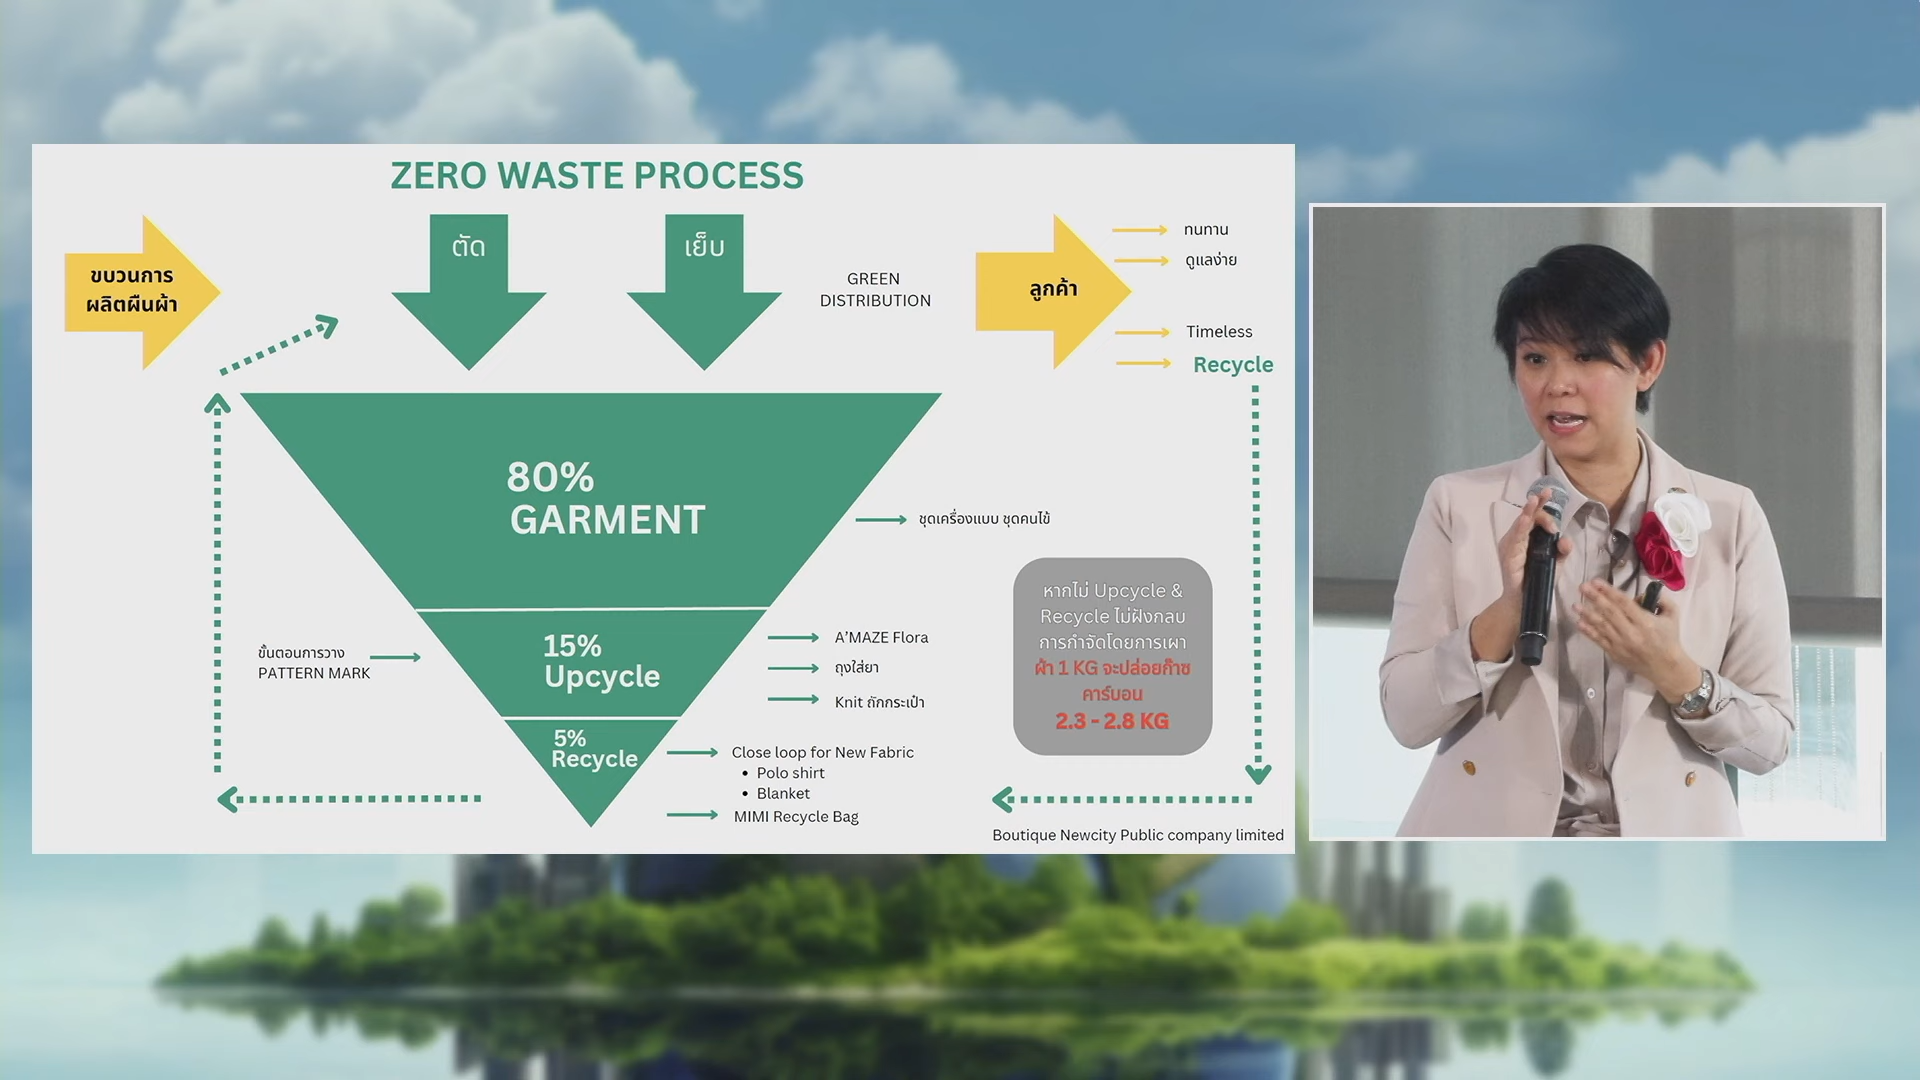 ZERO WASTE PROCESS
ขบวนการ
ผลิตผืนผ้า
ตัด
เย็บ
GREEN
DISTRIBUTION
ลูกค้า
ทนทาน
ดูแลง่าย
Timeless
Recycle
80%
GARMENT
ชุดเครื่องแบบ ชุดคนไข้
ขั้นตอนการวาง
PATTERN MARK
15%
Upcycle
A’MAZE Flora
ถุงใส่ยา
Knit ถักกระเป๋า
5%
Recycle
Close loop for New Fabric
• Polo shirt
• Blanket
MIMI Recycle Bag
หากไม่ Upcycle &
Recycle ไม่ฝังกลบ
การกำจัดโดยการเผา
ผ้า 1 KG จะปล่อยก๊าซ
คาร์บอน
2.3 - 2.8 KG
Boutique Newcity Public company limited